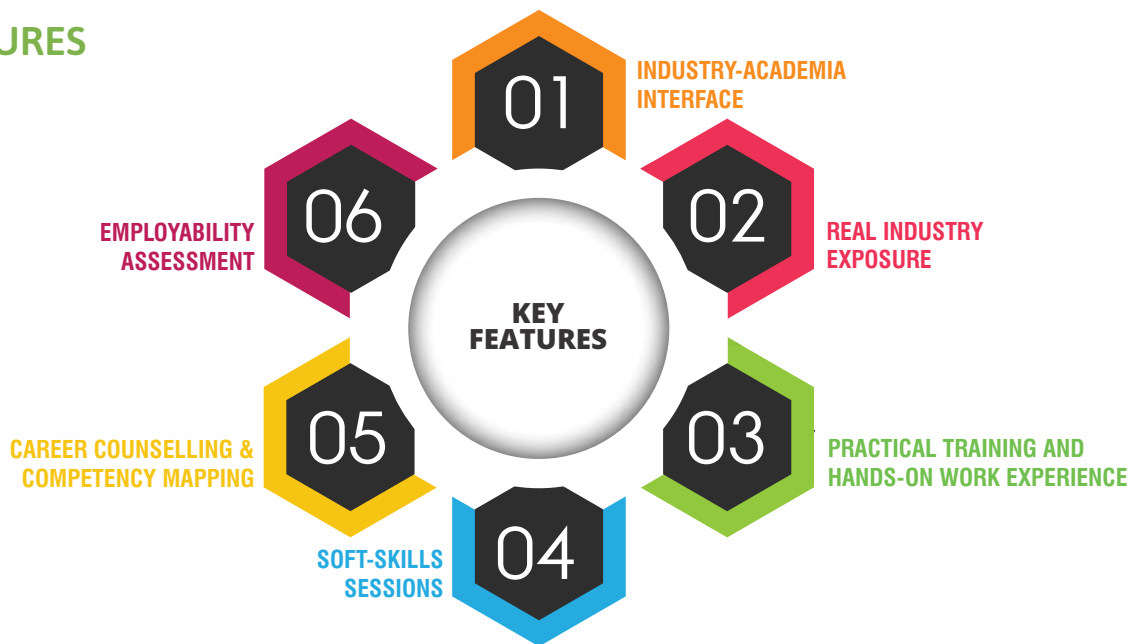 URES
01
INDUSTRY-ACADEMIA
INTERFACE
02
REAL INDUSTRY
EXPOSURE
03
PRACTICAL TRAINING AND
HANDS-ON WORK EXPERIENCE
04
SOFT-SKILLS
SESSIONS
05
CAREER COUNSELLING &
COMPETENCY MAPPING
06
EMPLOYABILITY
ASSESSMENT
KEY
FEATURES